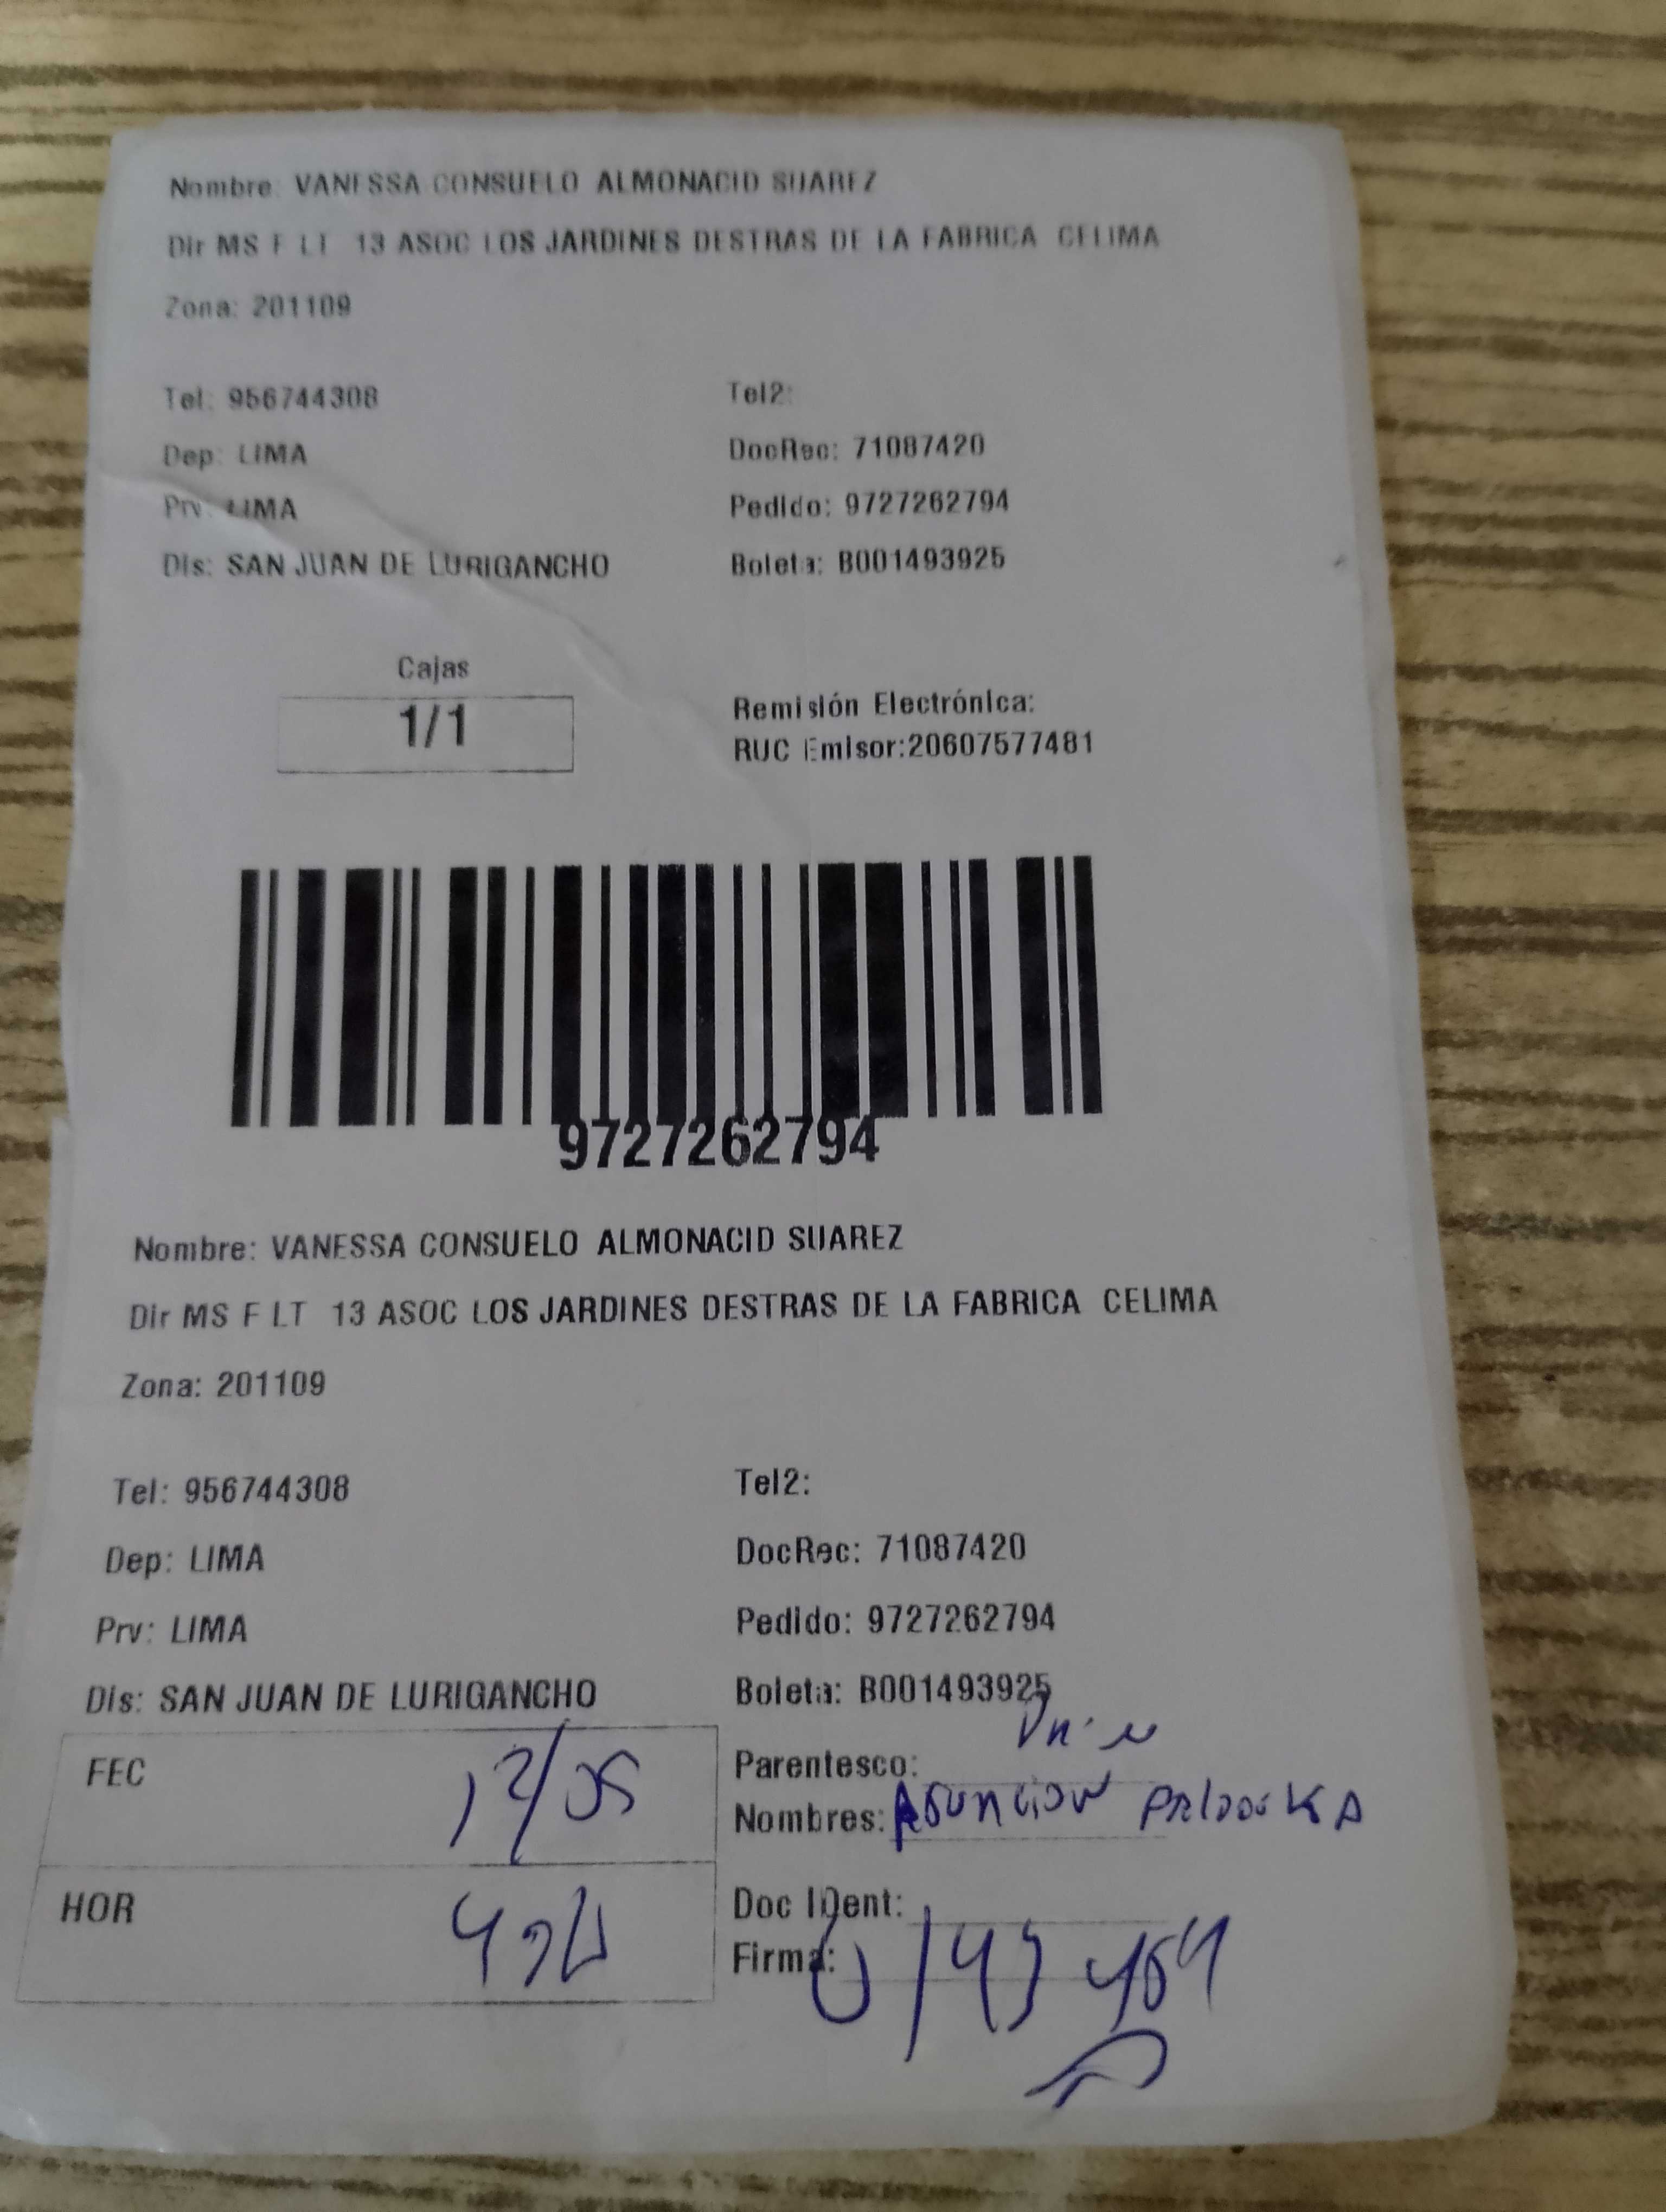 Nombre: VANESSA CONSUELO ALMONACID SUAREZ
Dir MS F LT 13 ASOC LOS JARDINES DESTRAS DE LA FABRICA CELIMA
Zona: 201109
Tel: 956744308 Tel2:
Dep: LIMA DocRec: 71087420
Prv: LIMA Pedido: 9727262794
Dis: SAN JUAN DE LURIGANCHO Boleta: B001493925
Cajas
1/1
Remisión Electrónica:
RUC Emisor:20607577481
9727262794
Nombre: VANESSA CONSUELO ALMONACID SUAREZ
Dir MS F LT 13 ASOC LOS JARDINES DESTRAS DE LA FABRICA CELIMA
Zona: 201109
Tel: 956744308 Tel2:
Dep: LIMA DocRec: 71087420
Prv: LIMA Pedido: 9727262794
Dis: SAN JUAN DE LURIGANCHO Boleta: B001493925
FEC 12/05
Parentesco:
Nombres: Asuncion
HOR
Doc IDent:
Firma: